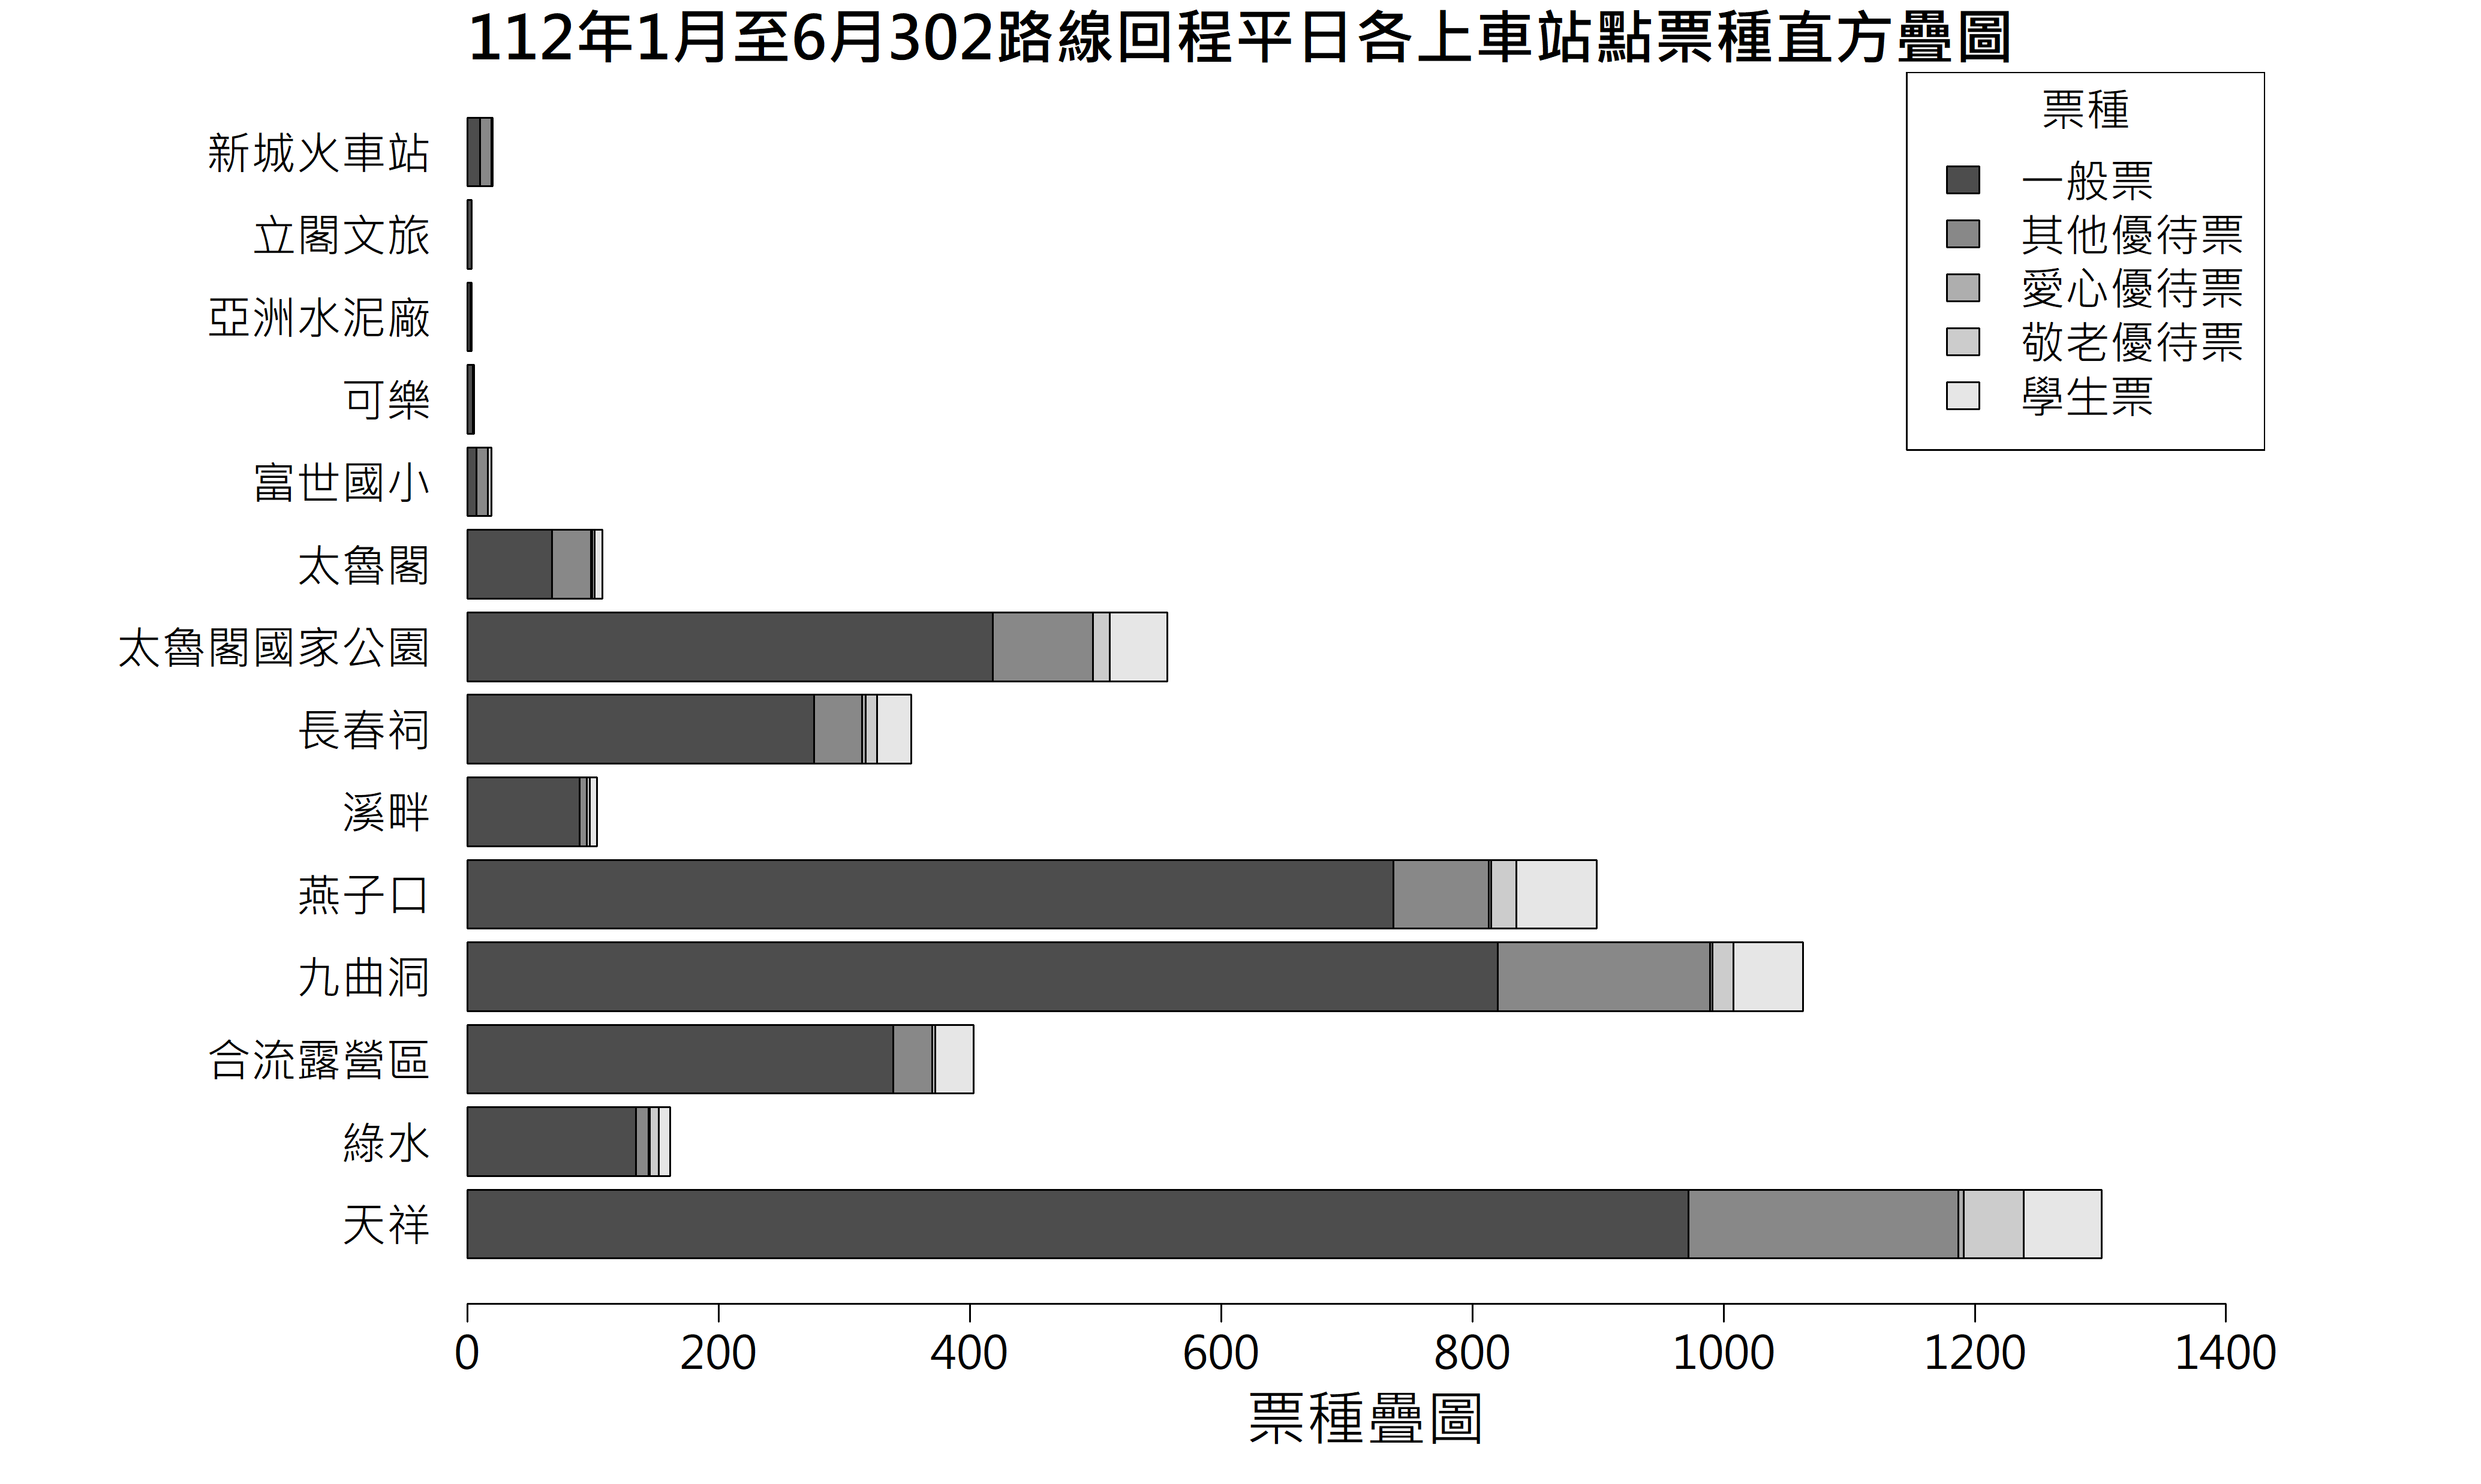 112年1月至6月302路線回程平日各上車站點票種直方疊圖
票種
一般票
其他優待票
愛心優待票
敬老優待票
學生票
新城火車站
立閣文旅
亞洲水泥廠
可樂
富世國小
太魯閣
太魯閣國家公園
長春祠
溪畔
燕子口
九曲洞
合流露營區
綠水
天祥
0 200 400 600 800 1000 1200 1400
票種疊圖